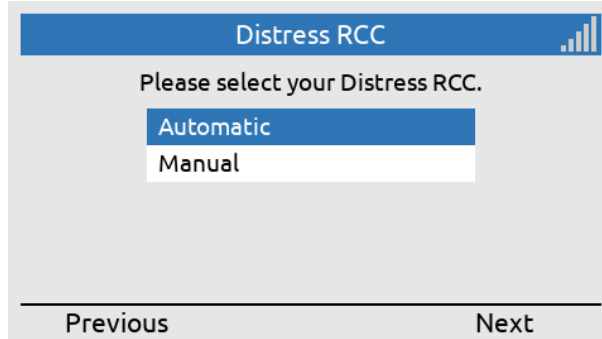 Distress RCC
Please select your Distress RCC.
Automatic
Manual
Previous Next